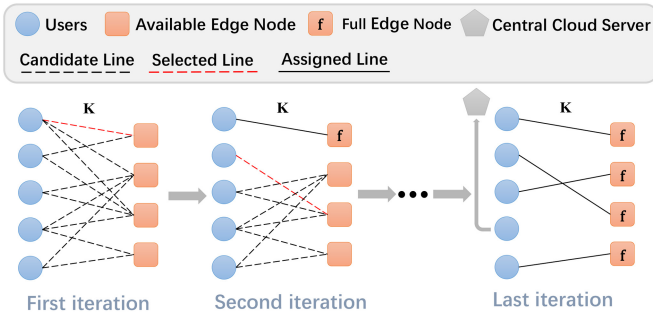 Users Available Edge Node f Full Edge Node Central Cloud Server
Candidate Line Selected Line Assigned Line
K K K
f f
f
f
f
First iteration Second iteration Last iteration